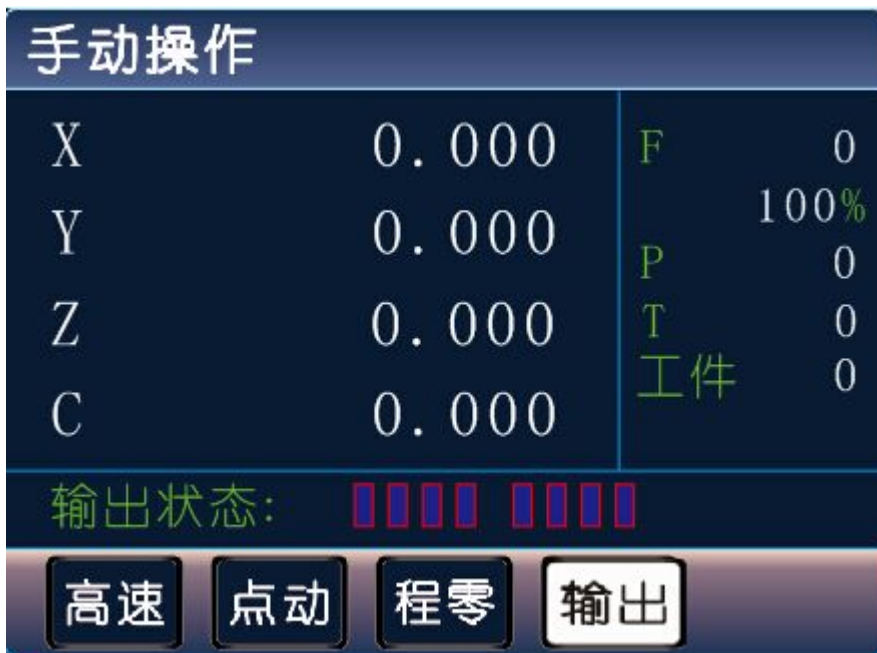 手动操作
X 0.000
Y 0.000
Z 0.000
C 0.000
F 0
100%
P 0
T 0
工件 0
输出状态:
高速 点动 程零 输出